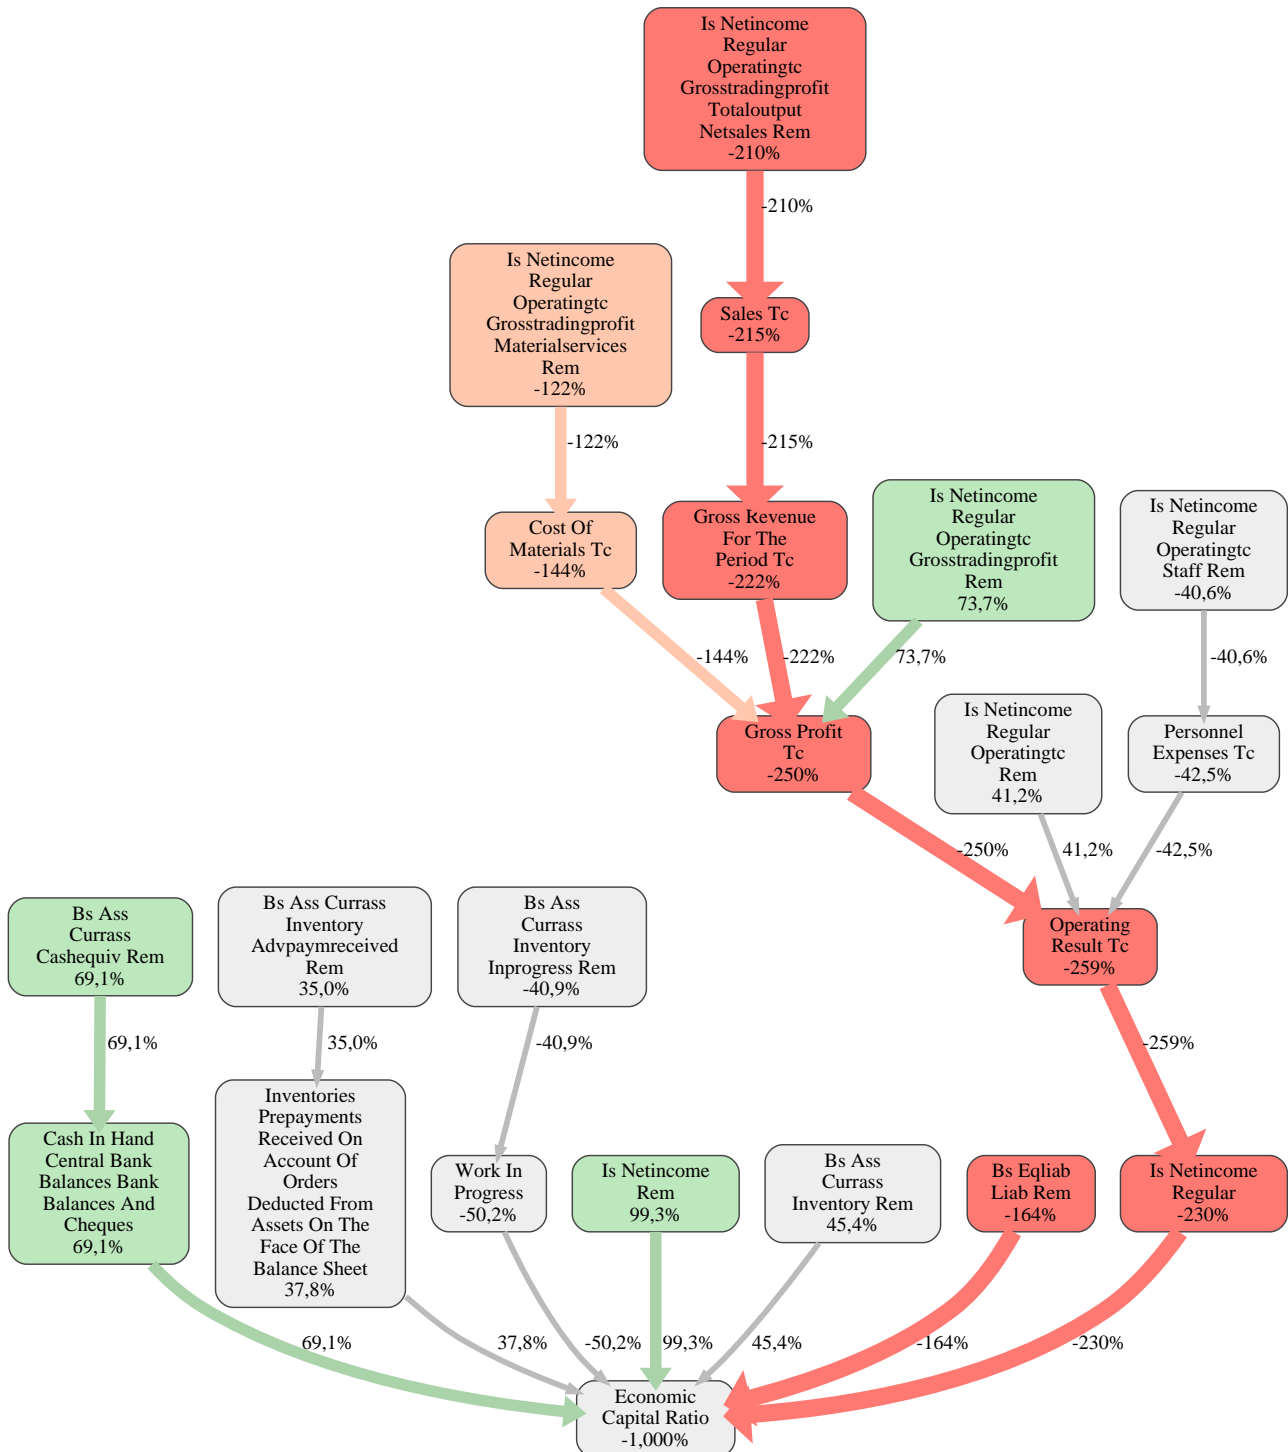 Is Netincome
Regular
Operatingtc
Grosstradingprofit
Totaloutput
Netsales Rem
-210%
-210%
Is Netincome
Regular
Operatingtc
Grosstradingprofit
Materialservices
Rem
-122%
Sales Tc
-215%
-122%
-215%
Cost Of
Materials Tc
-144%
Gross Revenue
For The
Period Tc
-222%
Is Netincome
Regular
Operatingtc
Grosstradingprofit
Rem
73,7%
Is Netincome
Regular
Operatingtc
Staff Rem
-40,6%
-144%
-222%
73,7%
-40,6%
Gross Profit
Tc
-250%
Is Netincome
Regular
Operatingtc
Rem
41,2%
Personnel
Expenses Tc
-42,5%
-250%
41,2%
-42,5%
Bs Ass
Currass
Cashequiv Rem
69,1%
Bs Ass Currass
Inventory
Advpaymreceived
Rem
35,0%
Bs Ass
Currass
Inventory
Inprogress Rem
-40,9%
Operating
Result Tc
-259%
69,1%
35,0%
-40,9%
-259%
Cash In Hand
Central Bank
Balances Bank
Balances And
Cheques
69,1%
Inventories
Prepayments
Received On
Account Of
Orders
Deducted From
Assets On The
Face Of The
Balance Sheet
37,8%
Work In
Progress
-50,2%
Is Netincome
Rem
99,3%
Bs Ass
Currass
Inventory Rem
45,4%
Bs Eqliab
Liab Rem
-164%
Is Netincome
Regular
-230%
69,1%
37,8%
-50,2%
99,3%
45,4%
-164%
-230%
Economic
Capital Ratio
-1,000%